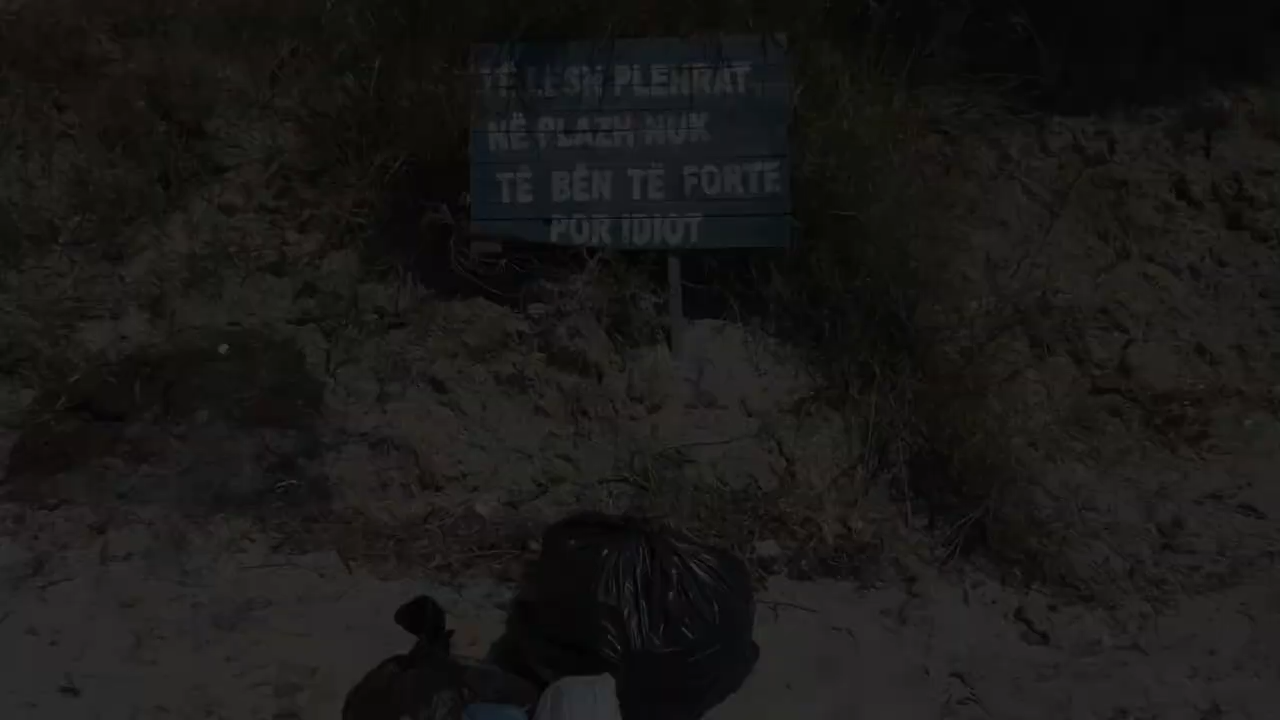 TË LESH PLEHRAT
NË PLAZH NUK
TË BËN TË FORTË
POR IDIOT